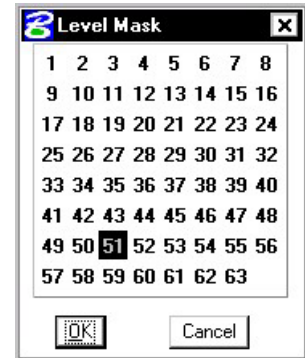 Level Mask
1 2 3 4 5 6 7 8
9 10 11 12 13 14 15 16
17 18 19 20 21 22 23 24
25 26 27 28 29 30 31 32
33 34 35 36 37 38 39 40
41 42 43 44 45 46 47 48
49 50 51 52 53 54 55 56
57 58 59 60 61 62 63
OK Cancel